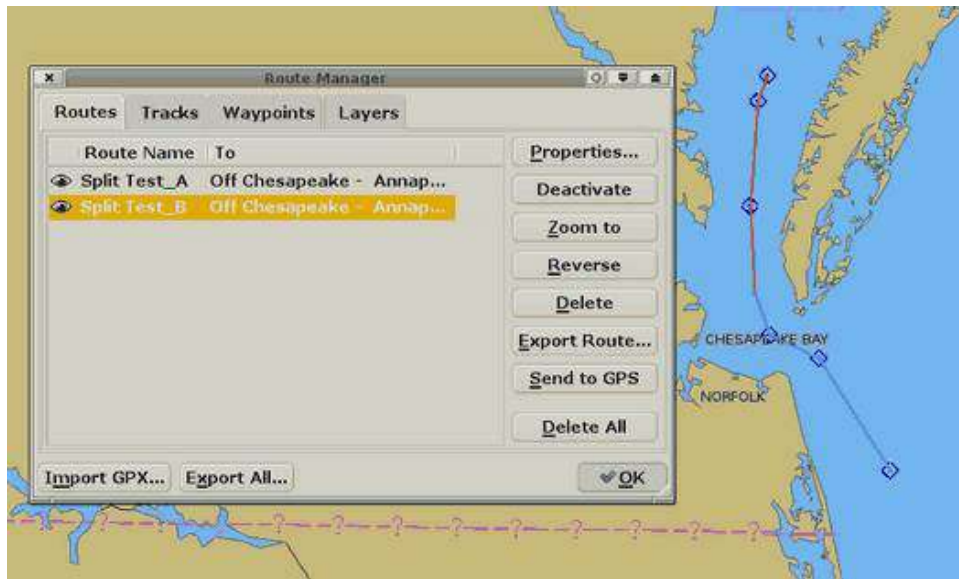 Route Manager
Routes Tracks Waypoints Layers
Route Name To
Split Test_A Off Chesapeake - Annap...
Split Test_B Off Chesapeake - Annap...
Properties...
Deactivate
Zoom to
Reverse
Delete
Export Route...
Send to GPS
Delete All
Import GPX... Export All... OK
CHESAPEAKE BAY
NORFOLK
? ? ? ? ? ? ? ? ?